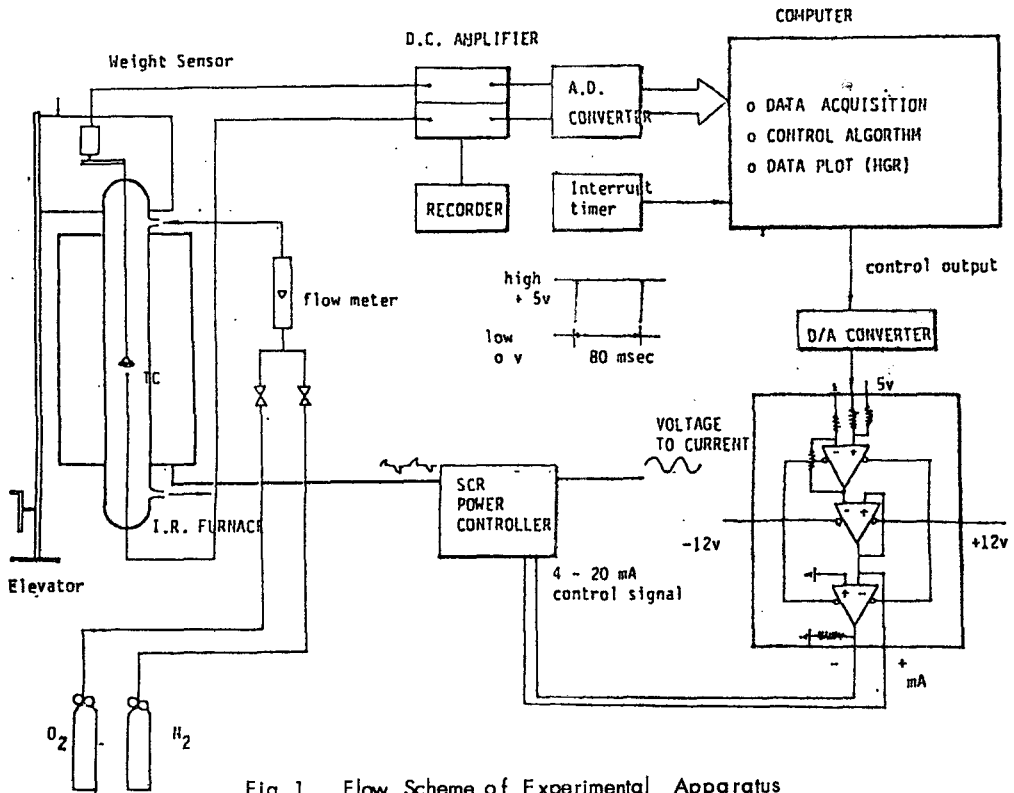 COMPUTER
D.C. AMPLIFIER
Weight Sensor
A.D.
CONVERTER
o DATA ACQUISITION
o CONTROL ALGORTHM
o DATA PLOT (HGR)
RECORDER
Interrupt
timer
control output
high
+ 5v
low
o v
80 msec
flow meter
D/A CONVERTER
TC
5v
VOLTAGE
TO CURRENT
- +
SCR
POWER
CONTROLLER
I.R. FURNACE
- +
-12v
+12v
Elevator
4 - 20 mA
control signal
+ -
- +
mA
O2
N2
Fig. 1. Flow Scheme of Experimental Apparatus